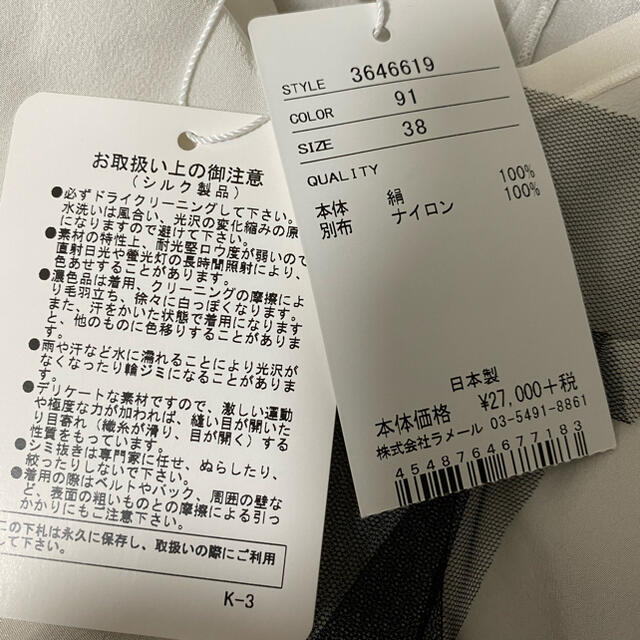 お取扱い上の御注意
（シルク製品）
●必ずドライクリーニングして下さい。
水洗いは風合い、光沢の変化縮みの原
になりますので避けて下さい。
●素材の特性上、耐光堅ロウ度が弱いので
直射日光や螢光灯の長時間照射により、
色あせすることがあります。
●濃色品は着用、クリーニングの摩擦によ
り毛羽立ち、徐々に白っぽくなります。
また、汗をかいた状態で着用になります
と、他のものに色移りすることがありま
す。
●雨や汗など水に濡れることにより光沢が
なくなったり輪ジミになることがありま
す。
●デリケートな素材ですので、激しい運動
や極度な力が加われば、縫い目が開いた
り目寄れ（織糸が滑り、目が開く）する
性質をもっています。
●シミ抜きは専門家に任せ、ぬらしたり、
絞ったりしないで下さい。
●着用の際はベルトやバック、周囲の壁な
ど、表面の粗いものとの摩擦による引っ
かかりにもご注意下さい。
この下札は永久に保存し、取扱いの際にご利用
して下さい。
K-3
STYLE 3646619
COLOR 91
SIZE 38
QUALITY
本体 絹 100%
別布 ナイロン 100%
日本製
本体価格 ¥27,000+税
株式会社ラメール 03-5491-8861
4548764677183